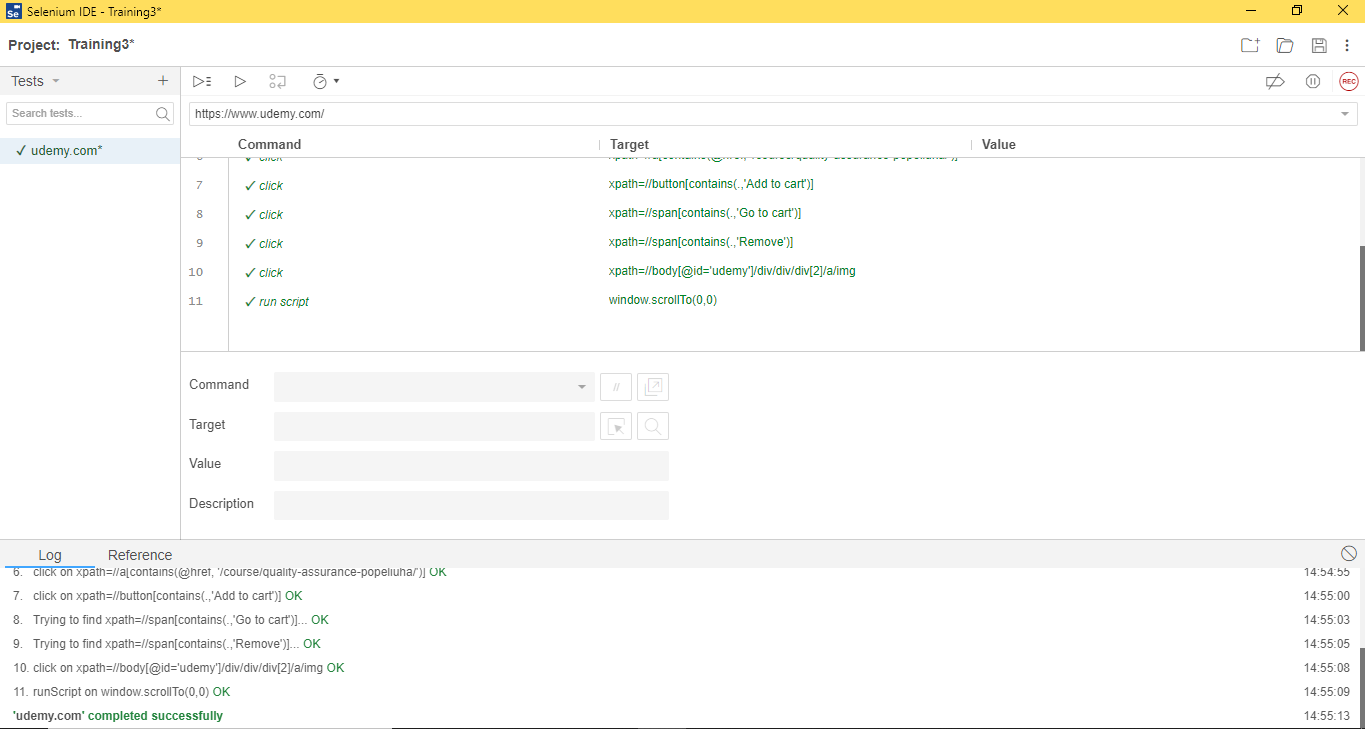 Se Selenium IDE - Training3*
Project: Training3*
Tests
Search tests...
✓ udemy.com*
REC
https://www.udemy.com/
Command Target Value
✓ click
7 ✓ click xpath=//button[contains(.,'Add to cart')]
8 ✓ click xpath=//span[contains(.,'Go to cart')]
9 ✓ click xpath=//span[contains(.,'Remove')]
10 ✓ click xpath=//body[@id='udemy']/div/div/div[2]/a/img
11 ✓ run script window.scrollTo(0,0)
Command //
Target
Value
Description
Log Reference
6. click on xpath=//a[contains(@href, '/course/quality-assurance-popeliuha/')] OK 14:54:55
7. click on xpath=//button[contains(.,'Add to cart')] OK 14:55:00
8. Trying to find xpath=//span[contains(.,'Go to cart')]... OK 14:55:03
9. Trying to find xpath=//span[contains(.,'Remove')]... OK 14:55:05
10. click on xpath=//body[@id='udemy']/div/div/div[2]/a/img OK 14:55:08
11. runScript on window.scrollTo(0,0) OK 14:55:09
'udemy.com' completed successfully 14:55:13